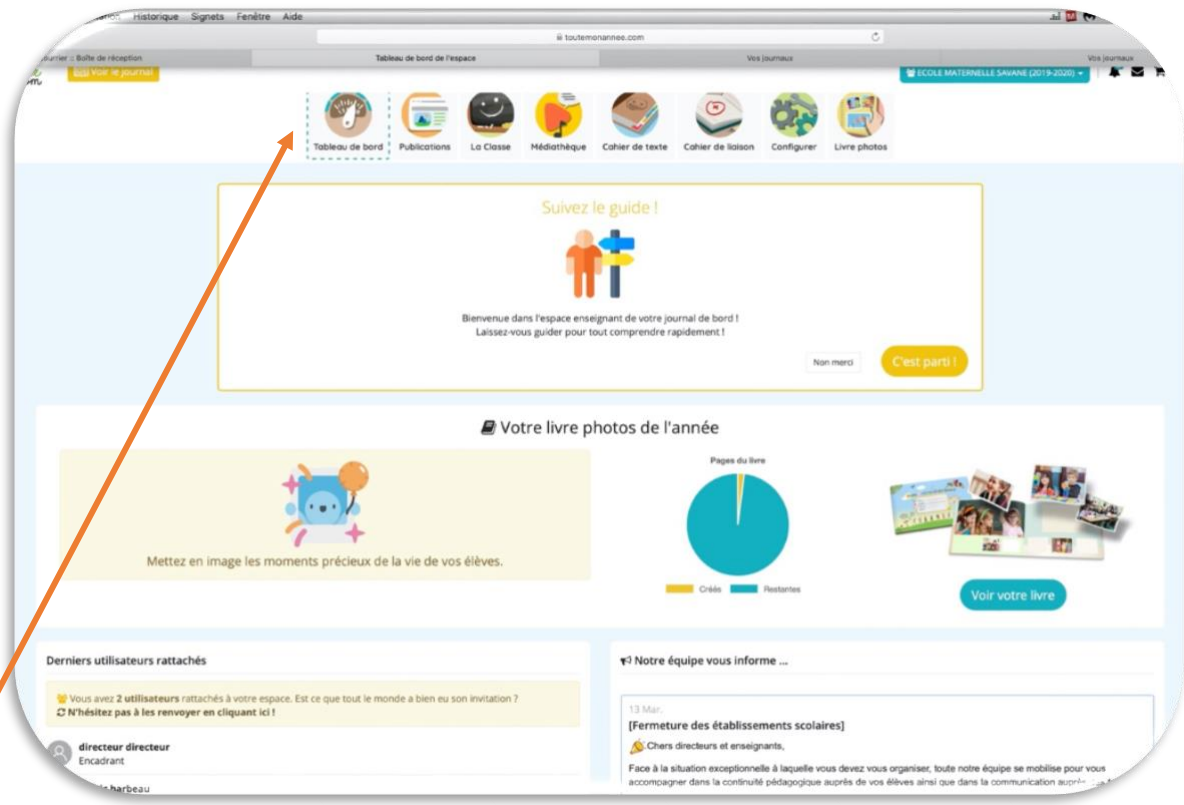 Historique Signets Fenêtre Aide
toutemonannee.com
Boîte de réception
Tableau de bord de l'espace
Vos journaux
Vos journaux
Voir le journal
ECOLE MATERNELLE SAVANE (2019-2020)
Tableau de bord
Publications
La Classe
Médiathèque
Cahier de texte
Cahier de liaison
Configurer
Livre photos
Suivez le guide !
Bienvenue dans l'espace enseignant de votre journal de bord !
Laissez-vous guider pour tout comprendre rapidement !
Non merci
C'est parti !
Votre livre photos de l'année
Mettez en image les moments précieux de la vie de vos élèves.
Pages du livre
Créés
Restantes
Voir votre livre
Derniers utilisateurs rattachés
Vous avez 2 utilisateurs rattachés à votre espace. Est ce que tout le monde a bien eu son invitation ?
N'hésitez pas à les renvoyer en cliquant ici !
directeur directeur
Encadrant
barbeau
Notre équipe vous informe ...
13 Mar.
[Fermeture des établissements scolaires]
Chers directeurs et enseignants,
Face à la situation exceptionnelle à laquelle vous devez vous organiser, toute notre équipe se mobilise pour vous
accompagner dans la continuité pédagogique auprès de vos élèves ainsi que dans la communication